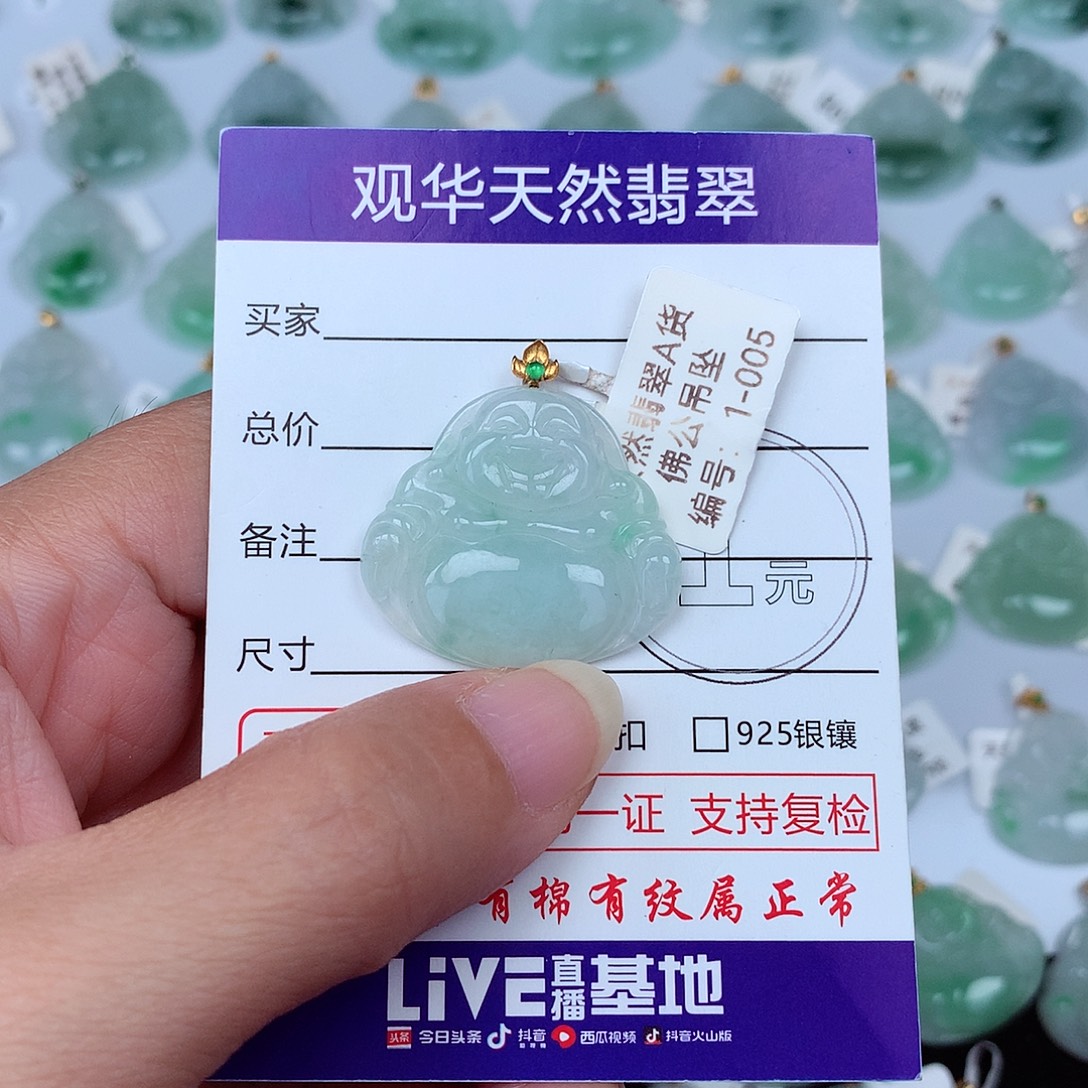 观华天然翡翠
买家
总价
备注
尺寸
然翡翠A货
佛公吊坠
编号：1-005
元
扣 925银镶
一证 支持复检
有棉有纹属正常
LiVE直播基地
头条 今日头条 抖音 西瓜视频 抖音火山版